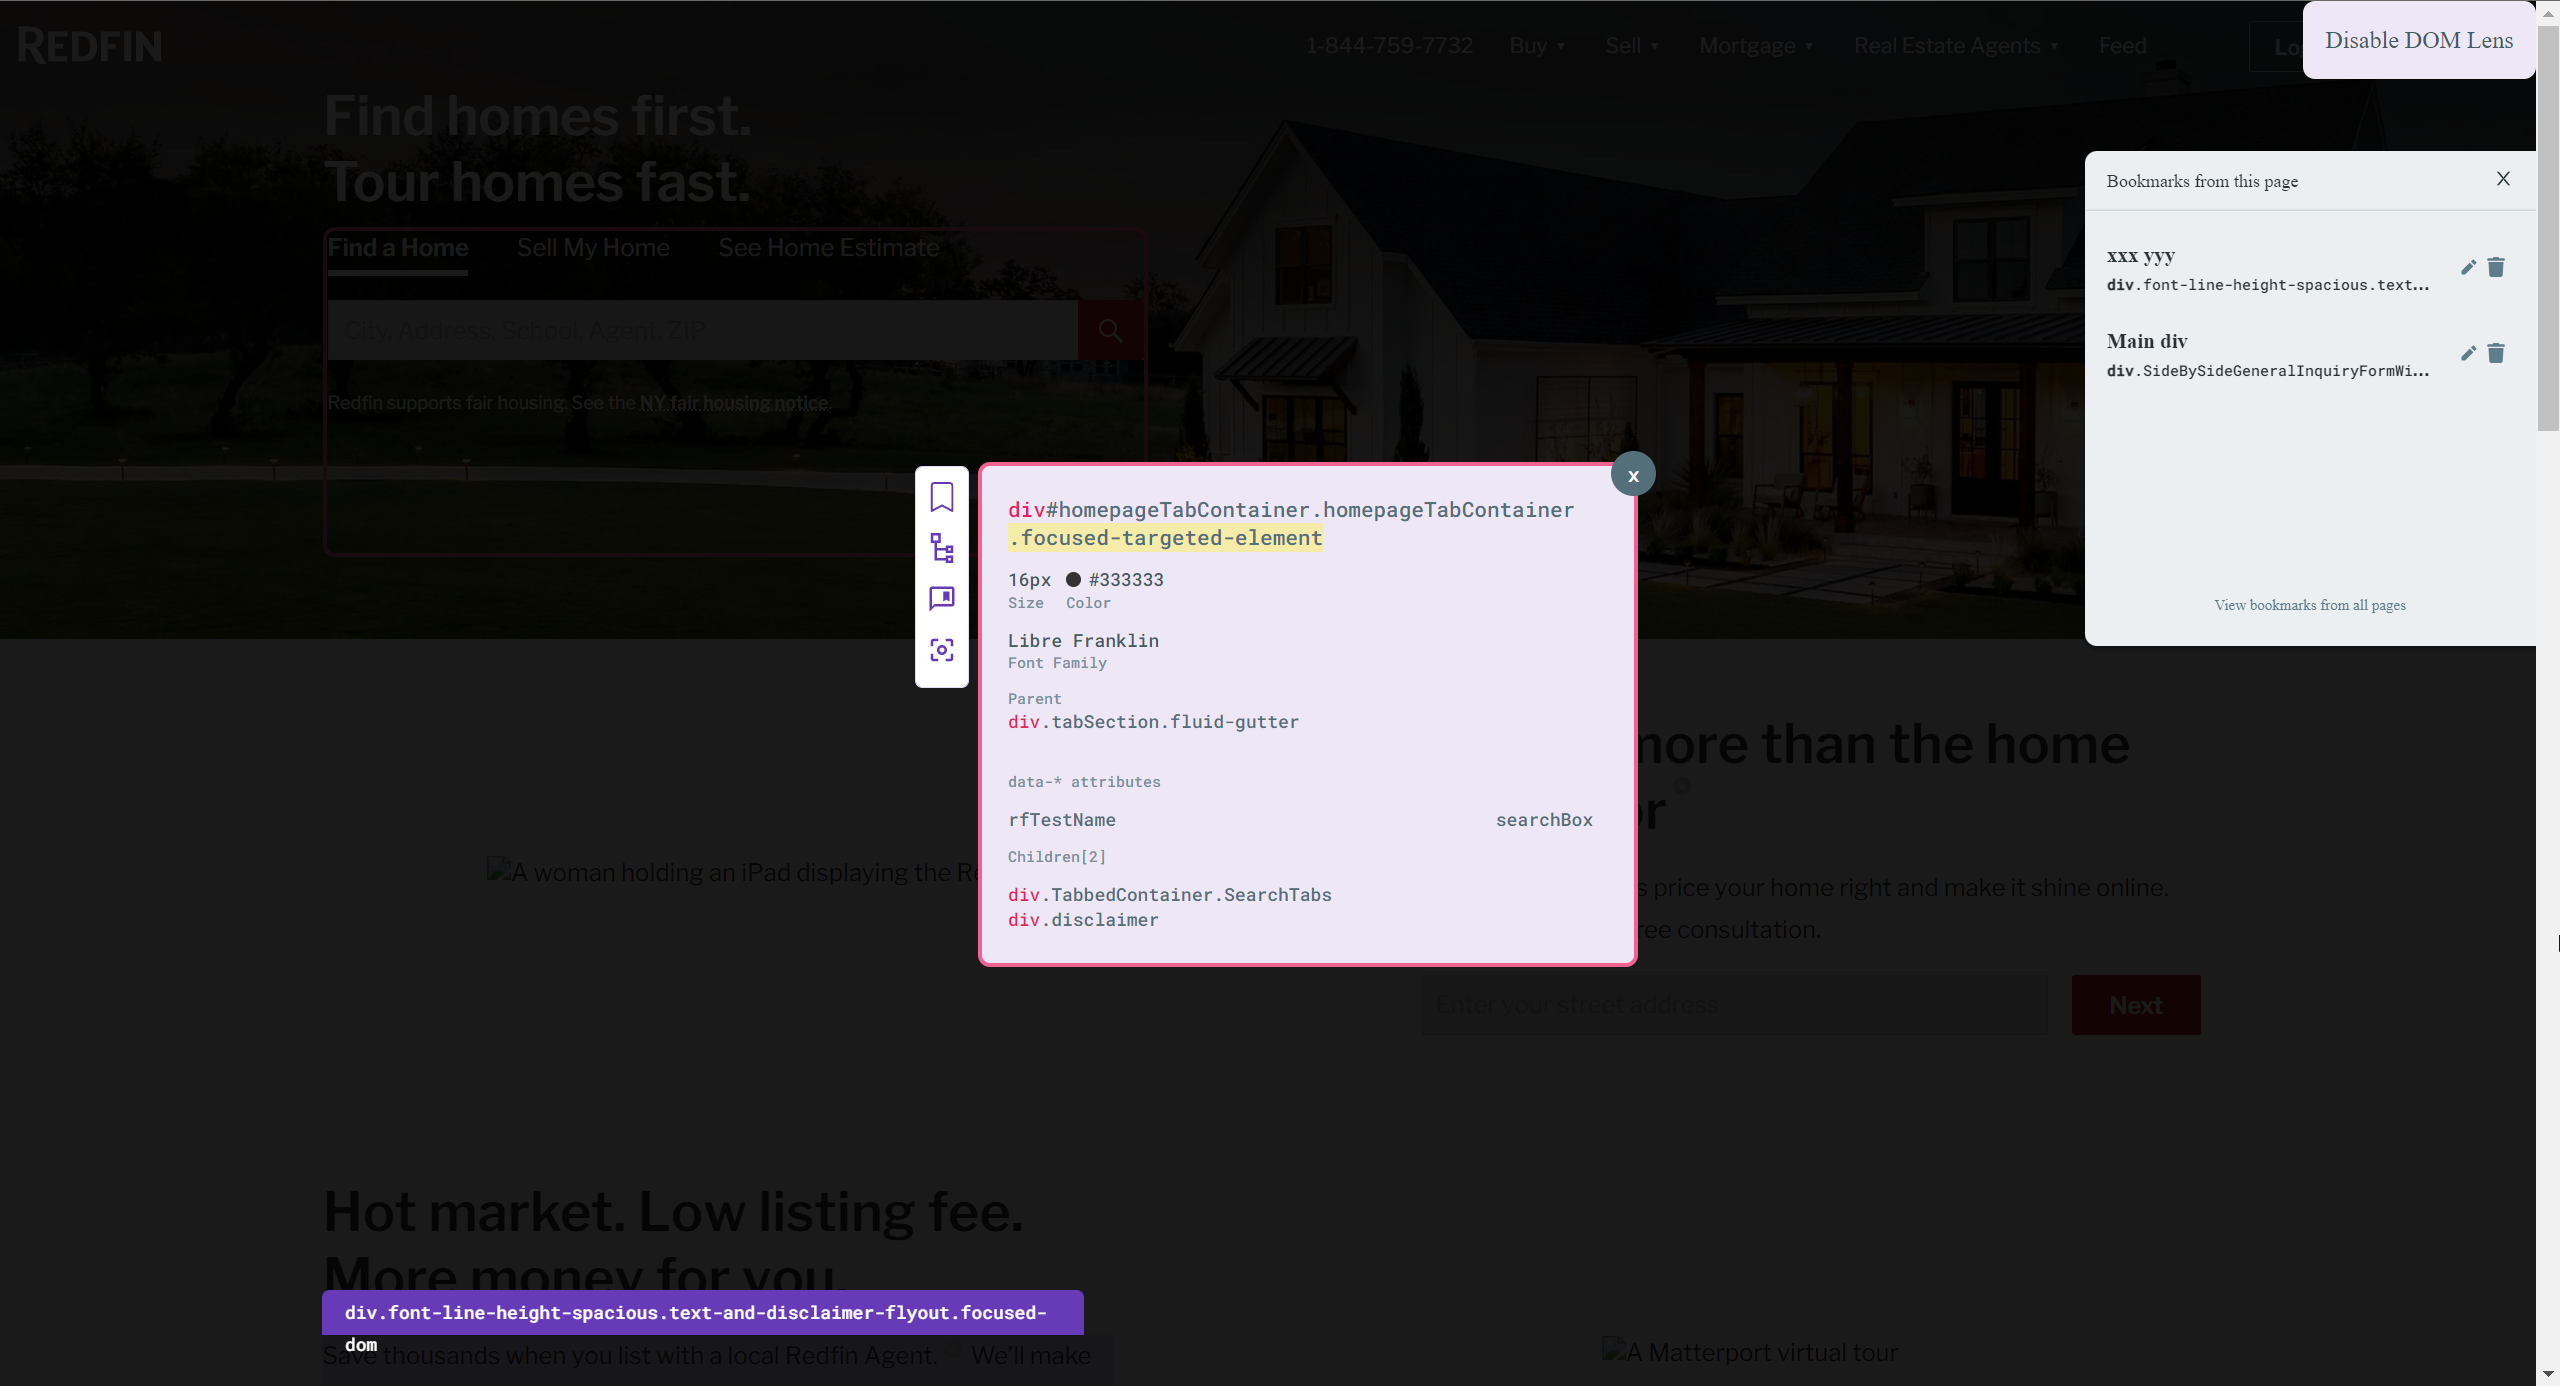 REDFIN
1-844-759-7732 Buy Sell Mortgage Real Estate Agents Feed
Disable DOM Lens
Find homes first.
Tour homes fast.
Find a Home Sell My Home See Home Estimate
City, Address, School, Agent, ZIP
Redfin supports fair housing. See the NY fair housing notice.
Bookmarks from this page X
xxx yyy
div.font-line-height-spacious.text...
Main div
div.SideBySideGeneralInquiryFormWi...
View bookmarks from all pages
x
div#homepageTabContainer.homepageTabContainer
.focused-targeted-element
16px #333333
Size Color
Libre Franklin
Font Family
Parent
div.tabSection.fluid-gutter
data-* attributes
rfTestName searchBox
Children[2]
div.TabbedContainer.SearchTabs
div.disclaimer
more than the home
A woman holding an iPad displaying the
price your home right and make it shine online.
consultation.
Enter your street address Next
Hot market. Low listing fee.
More money for you.
div.font-line-height-spacious.text-and-disclaimer-flyout.focused-
dom
Save thousands when you list with a local Redfin Agent. We'll make
A Matterport virtual tour